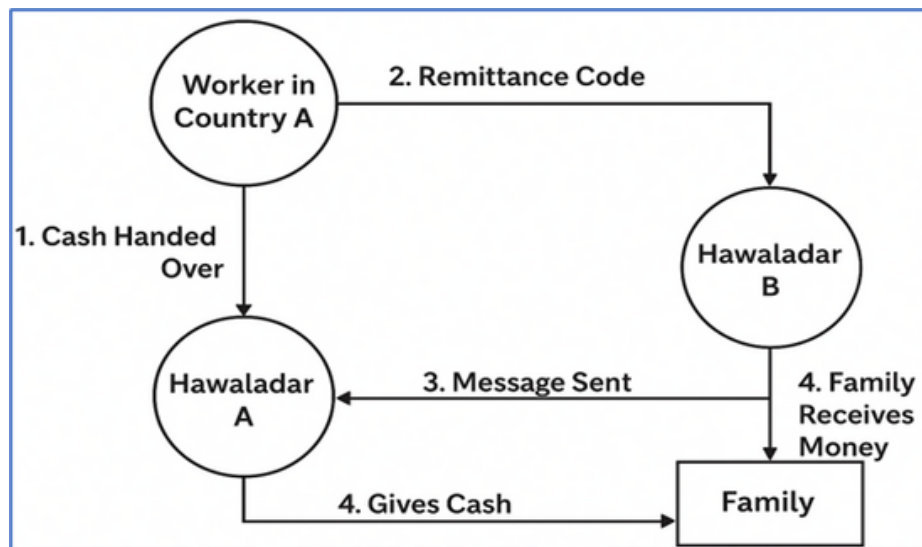 Worker in
Country A
2. Remittance Code
1. Cash Handed
Over
Hawaladar
B
Hawaladar
A
3. Message Sent
4. Family
Receives
Money
4. Gives Cash
Family